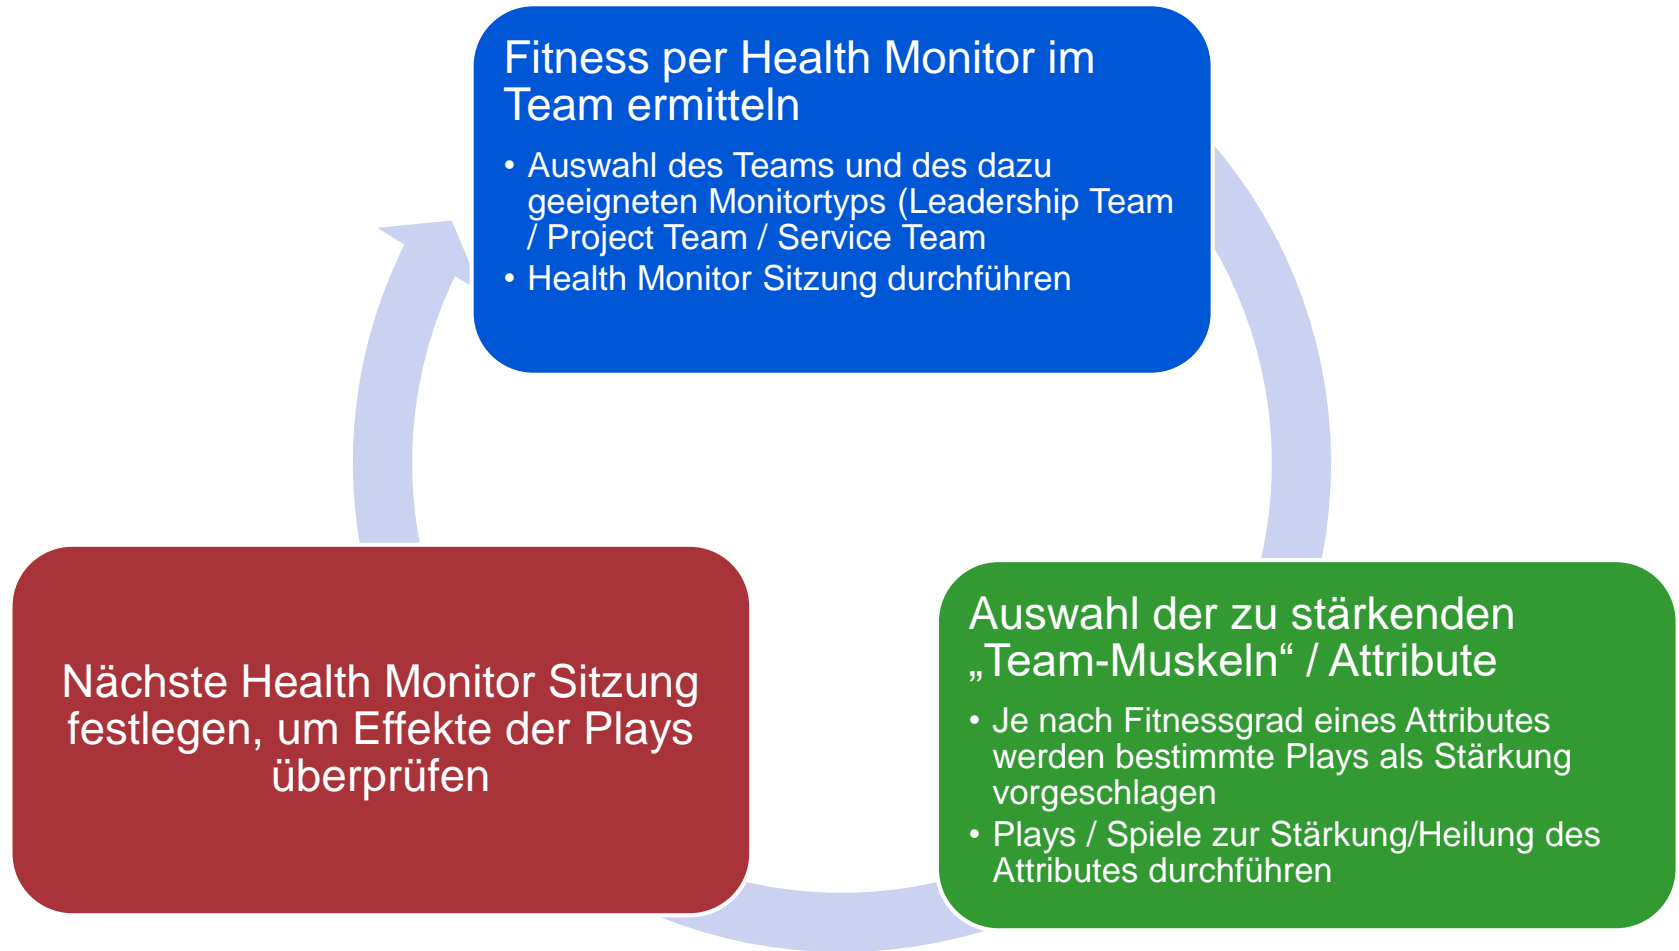 Fitness per Health Monitor im
Team ermitteln
• Auswahl des Teams und des dazu
geeigneten Monitortyps (Leadership Team
/ Project Team / Service Team
• Health Monitor Sitzung durchführen
Auswahl der zu stärkenden
„Team-Muskeln“ / Attribute
• Je nach Fitnessgrad eines Attributes
werden bestimmte Plays als Stärkung
vorgeschlagen
• Plays / Spiele zur Stärkung/Heilung des
Attributes durchführen
Nächste Health Monitor Sitzung
festlegen, um Effekte der Plays
überprüfen